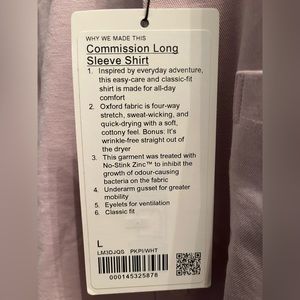 WHY WE MADE THIS
Commission Long
Sleeve Shirt
1. Inspired by everyday adventure,
this easy-care and classic-fit
shirt is made for all-day
comfort
2. Oxford fabric is four-way
stretch, sweat-wicking, and
quick-drying with a soft,
cottony feel. Bonus: It's
wrinkle-free straight out of
the dryer
3. This garment was treated with
No-Stink Zinc™ to inhibit the
growth of odour-causing
bacteria on the fabric
4. Underarm gusset for greater
mobility
5. Eyelets for ventilation
6. Classic fit
L
LM3DJQS PKPI/WHT
000145325878